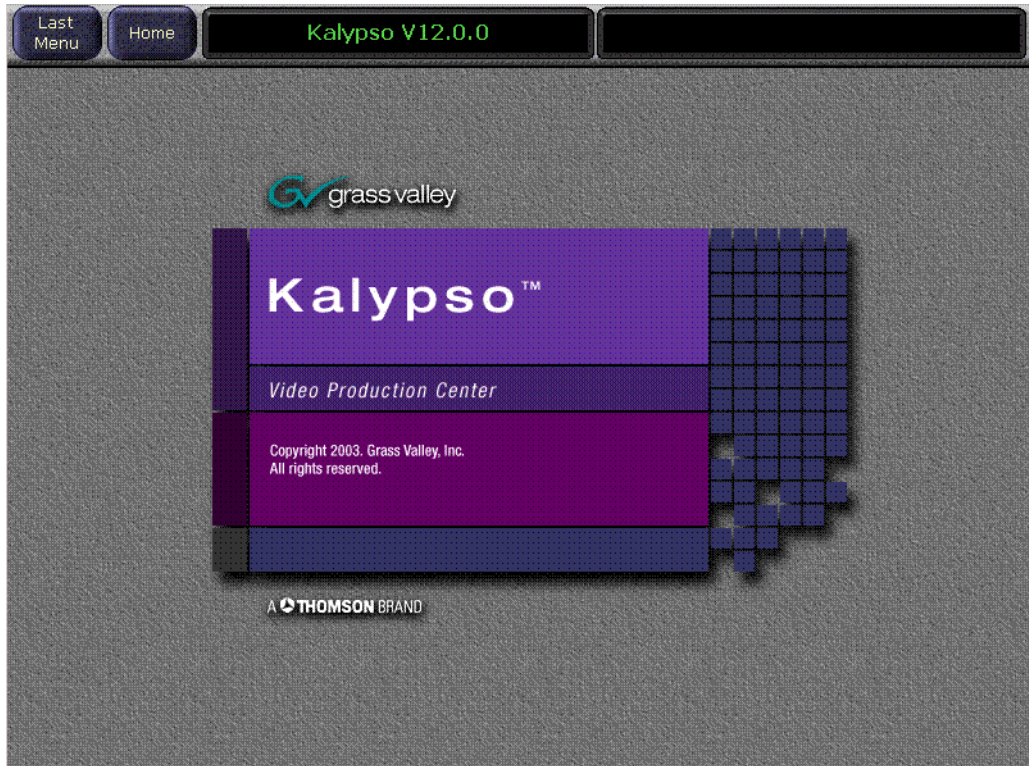 Last
Menu
Home
Kalypso V12.0.0
GV grass valley
Kalypso™
Video Production Center
Copyright 2003. Grass Valley, Inc.
All rights reserved.
A THOMSON BRAND